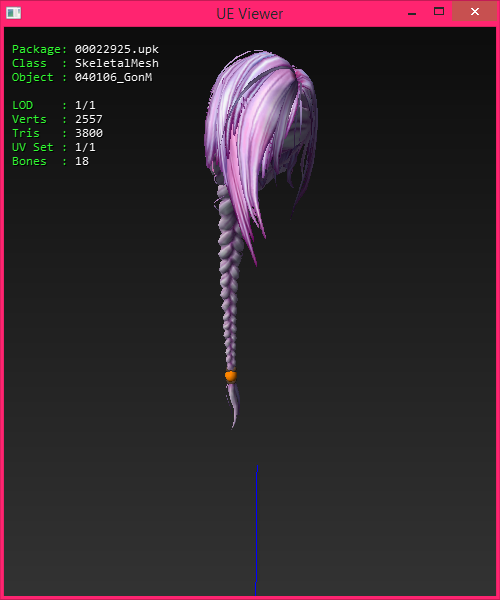 UE Viewer
Package: 00022925.upk
Class  : SkeletalMesh
Object : 040106_GonM
LOD    : 1/1
Verts  : 2557
Tris   : 3800
UV Set : 1/1
Bones  : 18